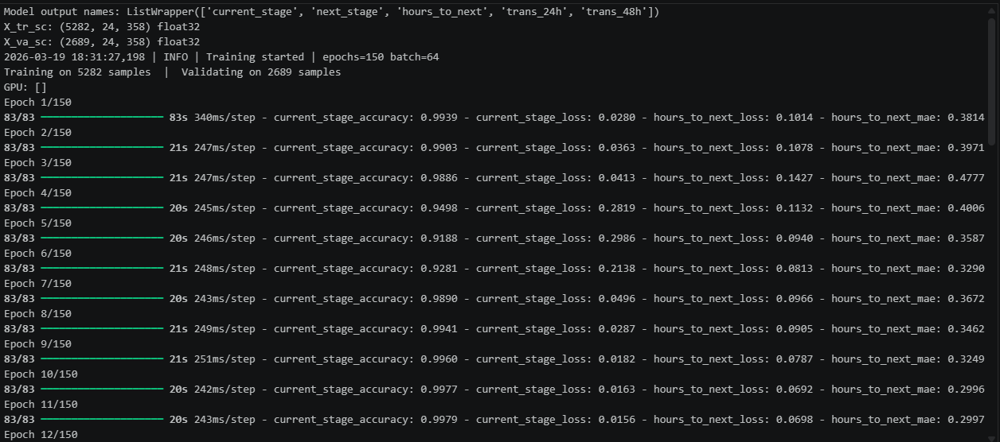 Model output names: ListWrapper(['current_stage', 'next_stage', 'hours_to_next', 'trans_24h', 'trans_48h'])
X_tr_sc: (5282, 24, 358) float32
X_va_sc: (2689, 24, 358) float32
2026-03-19 18:31:27,198 | INFO | Training started | epochs=150 batch=64
Training on 5282 samples  |  Validating on 2689 samples
GPU: []
Epoch 1/150
83/83 ━━━━━━━━━━━━━━━━━━━━ 83s 340ms/step - current_stage_accuracy: 0.9939 - current_stage_loss: 0.0280 - hours_to_next_loss: 0.1014 - hours_to_next_mae: 0.3814
Epoch 2/150
83/83 ━━━━━━━━━━━━━━━━━━━━ 21s 247ms/step - current_stage_accuracy: 0.9903 - current_stage_loss: 0.0363 - hours_to_next_loss: 0.1078 - hours_to_next_mae: 0.3971
Epoch 3/150
83/83 ━━━━━━━━━━━━━━━━━━━━ 21s 247ms/step - current_stage_accuracy: 0.9886 - current_stage_loss: 0.0413 - hours_to_next_loss: 0.1427 - hours_to_next_mae: 0.4777
Epoch 4/150
83/83 ━━━━━━━━━━━━━━━━━━━━ 20s 245ms/step - current_stage_accuracy: 0.9498 - current_stage_loss: 0.2819 - hours_to_next_loss: 0.1132 - hours_to_next_mae: 0.4006
Epoch 5/150
83/83 ━━━━━━━━━━━━━━━━━━━━ 20s 246ms/step - current_stage_accuracy: 0.9188 - current_stage_loss: 0.2986 - hours_to_next_loss: 0.0940 - hours_to_next_mae: 0.3587
Epoch 6/150
83/83 ━━━━━━━━━━━━━━━━━━━━ 21s 248ms/step - current_stage_accuracy: 0.9281 - current_stage_loss: 0.2138 - hours_to_next_loss: 0.0813 - hours_to_next_mae: 0.3290
Epoch 7/150
83/83 ━━━━━━━━━━━━━━━━━━━━ 20s 243ms/step - current_stage_accuracy: 0.9890 - current_stage_loss: 0.0496 - hours_to_next_loss: 0.0966 - hours_to_next_mae: 0.3672
Epoch 8/150
83/83 ━━━━━━━━━━━━━━━━━━━━ 21s 249ms/step - current_stage_accuracy: 0.9941 - current_stage_loss: 0.0287 - hours_to_next_loss: 0.0905 - hours_to_next_mae: 0.3462
Epoch 9/150
83/83 ━━━━━━━━━━━━━━━━━━━━ 21s 251ms/step - current_stage_accuracy: 0.9960 - current_stage_loss: 0.0182 - hours_to_next_loss: 0.0787 - hours_to_next_mae: 0.3249
Epoch 10/150
83/83 ━━━━━━━━━━━━━━━━━━━━ 20s 242ms/step - current_stage_accuracy: 0.9977 - current_stage_loss: 0.0163 - hours_to_next_loss: 0.0692 - hours_to_next_mae: 0.2996
Epoch 11/150
83/83 ━━━━━━━━━━━━━━━━━━━━ 20s 243ms/step - current_stage_accuracy: 0.9979 - current_stage_loss: 0.0156 - hours_to_next_loss: 0.0698 - hours_to_next_mae: 0.2997
Epoch 12/150